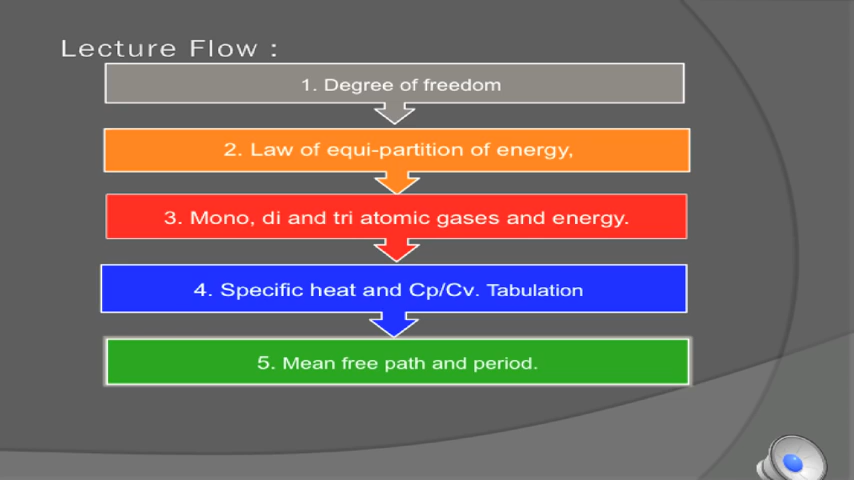 Lecture Flow :
1. Degree of freedom
2. Law of equi-partition of energy,
3. Mono, di and tri atomic gases and energy.
4. Specific heat and Cp/Cv. Tabulation
5. Mean free path and period.